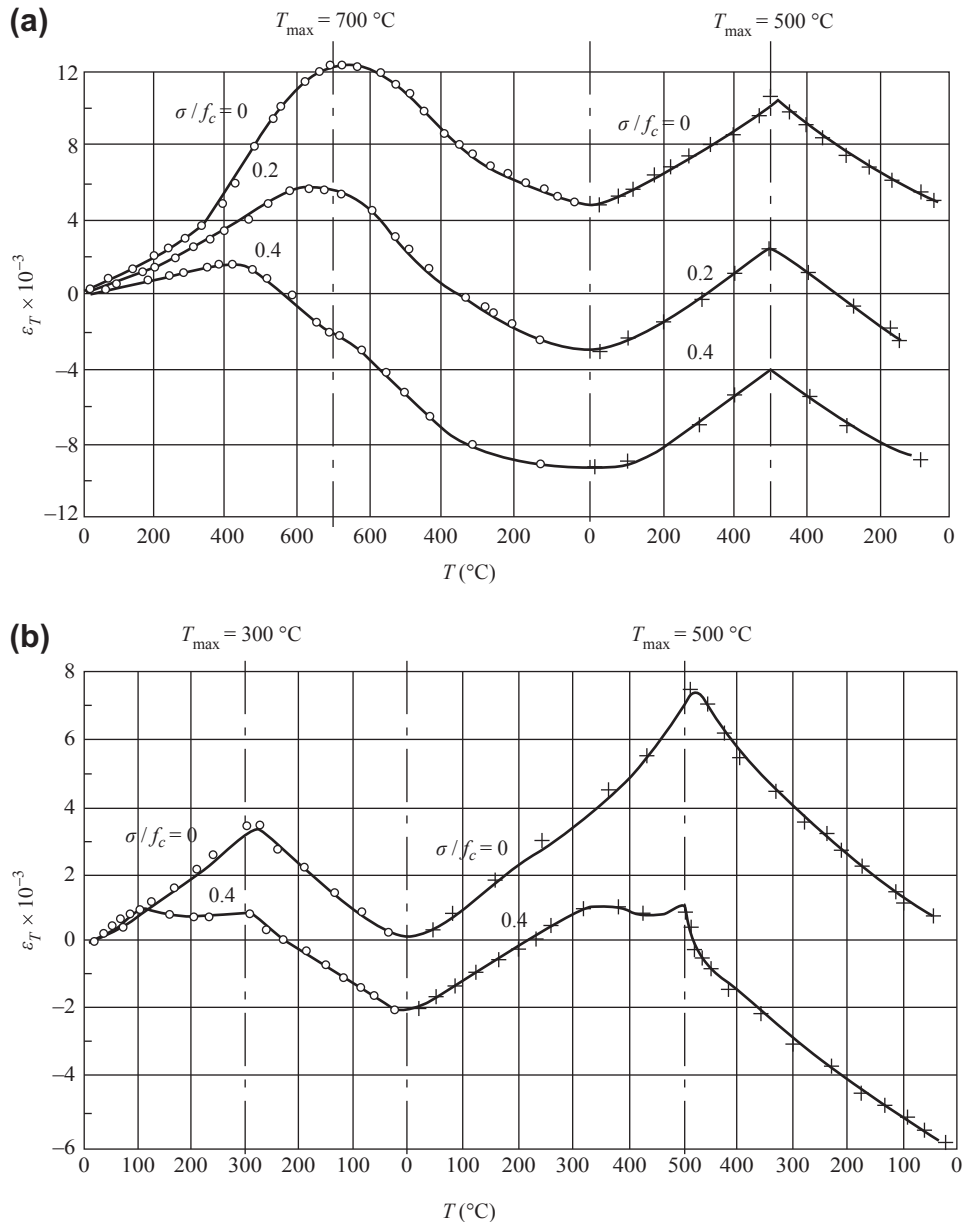 (a)
T_max = 700 °C
T_max = 500 °C
12
8
4
0
−4
−8
−12
ε_T × 10⁻³
σ/f_c = 0
0.2
0.4
σ/f_c = 0
0.2
0.4
0 200 400 600 600 400 200 0 200 400 400 200 0
T (°C)
(b)
T_max = 300 °C
T_max = 500 °C
8
6
4
2
0
−2
−4
−6
ε_T × 10⁻³
σ/f_c = 0
0.4
σ/f_c = 0
0.4
0 100 200 300 200 100 0 100 200 300 400 500 400 300 200 100 0
T (°C)